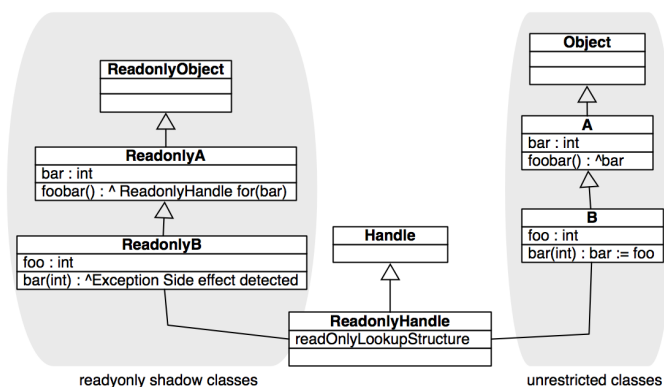 ReadonlyObject
ReadonlyA
bar : int
foobar() : ^ ReadonlyHandle for(bar)
ReadonlyB
foo : int
bar(int) : ^Exception Side effect detected
Handle
ReadonlyHandle
readOnlyLookupStructure
Object
A
bar : int
foobar() : ^bar
B
foo : int
bar(int) : bar := foo
readyonly shadow classes
unrestricted classes